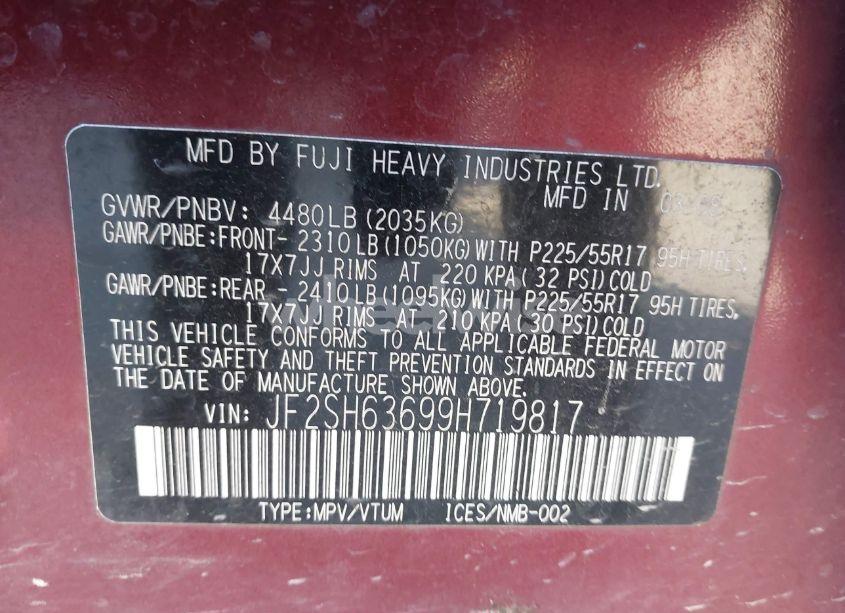 MFD BY FUJI HEAVY INDUSTRIES LTD.
MFD IN
GVWR/PNBV: 4480LB (2035KG)
GAWR/PNBE:FRONT- 2310LB(1050KG)WITH P225/55R17 95H TIRES,
17X7JJ RIMS AT 220 KPA(32 PSI)COLD
GAWR/PNBE:REAR - 2410LB(1095KG)WITH P225/55R17 95H TIRES,
17X7JJ RIMS AT 210 KPA(30 PSI)COLD
THIS VEHICLE CONFORMS TO ALL APPLICABLE FEDERAL MOTOR
VEHICLE SAFETY AND THEFT PREVENTION STANDARDS IN EFFECT ON
THE DATE OF MANUFACTURE SHOWN ABOVE.
VIN: JF2SH63699H719817
TYPE:MPV/VTUM ICES/NMB-002